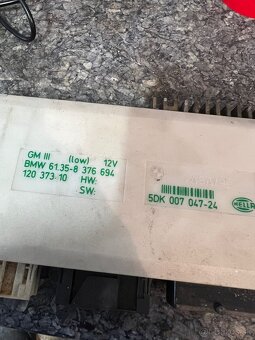 GM III (low) 12V
BMW 61.35-8 376 694
120 373 10 HW:
SW:
5DK 007 047-24
HELLA